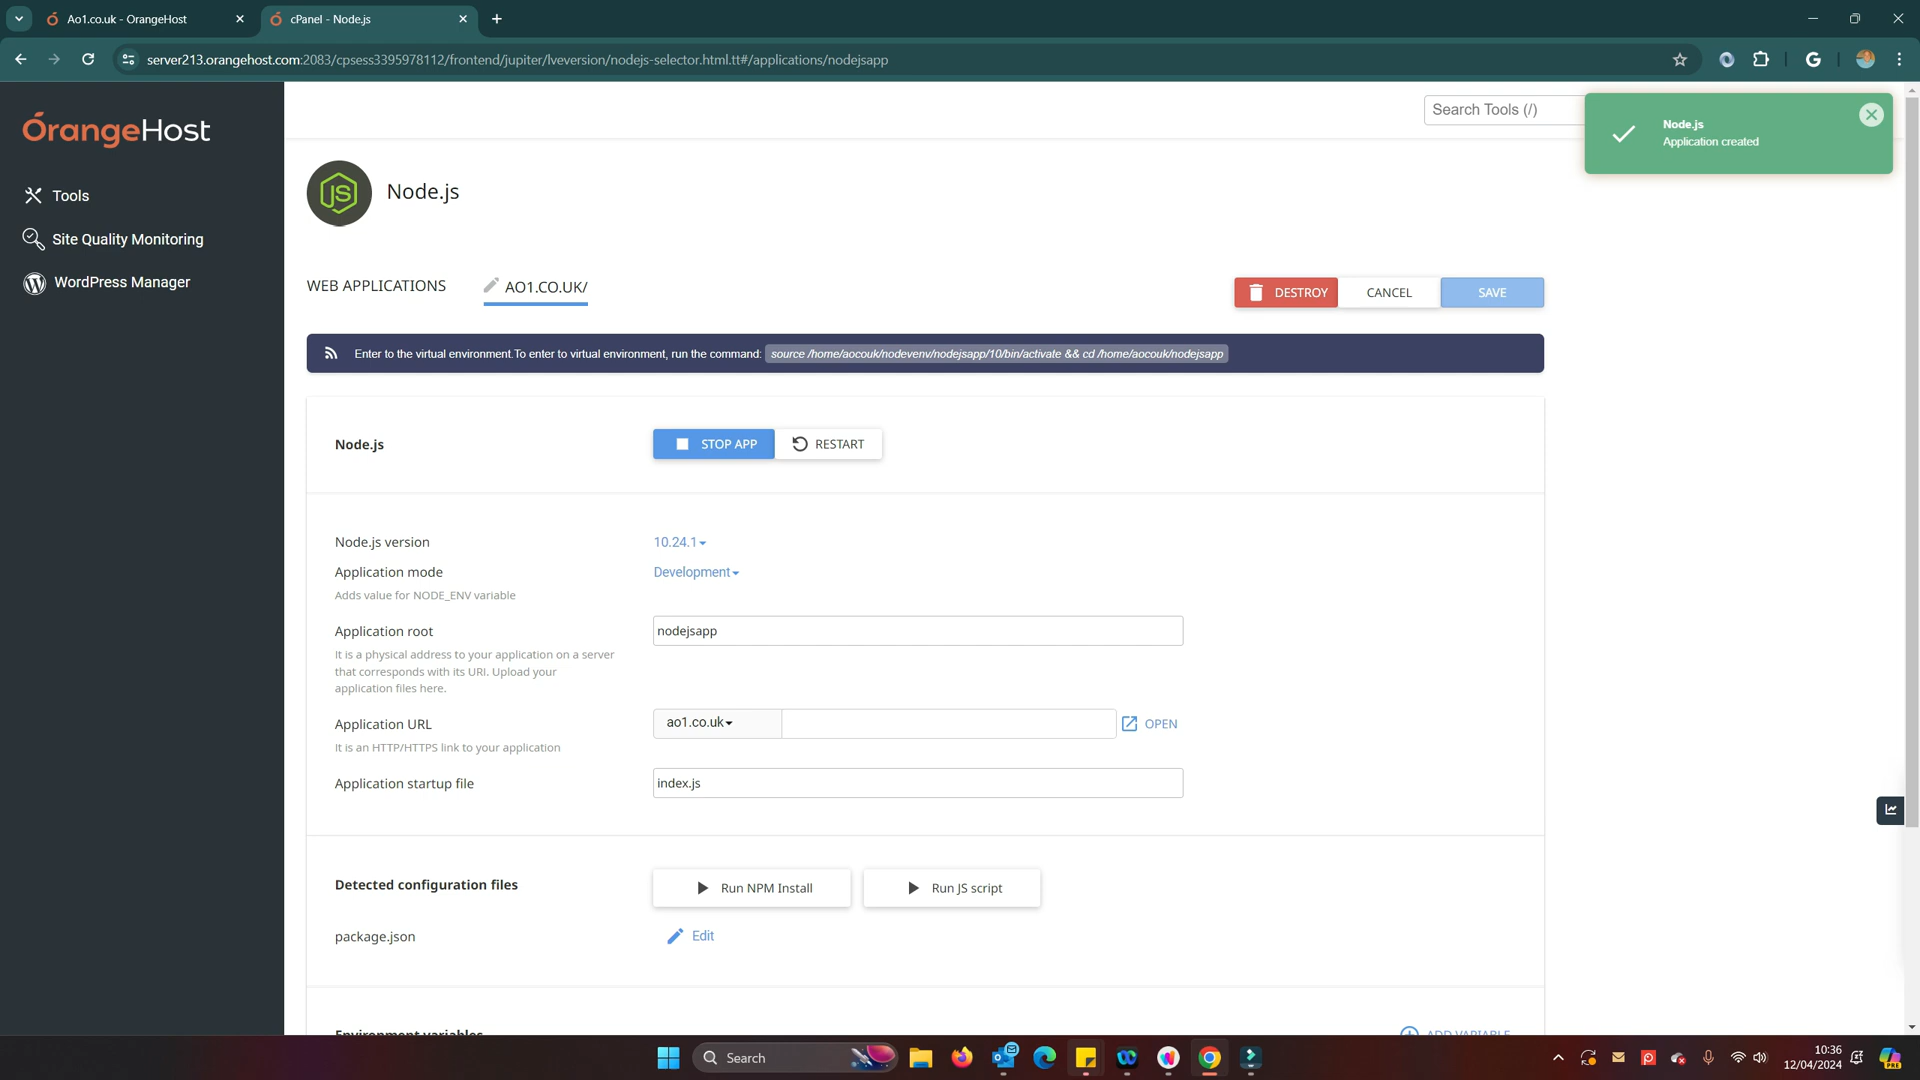 Ao1.co.uk - OrangeHost
cPanel - Node.js
server213.orangehost.com:2083/cpsess3395978112/frontend/jupiter/lveversion/nodejs-selector.html.tt#/applications/nodejsapp
OrangeHost
Tools
Site Quality Monitoring
WordPress Manager
Search Tools (/)
Node.js
Application created
JS
Node.js
WEB APPLICATIONS
AO1.CO.UK/
DESTROY
CANCEL
SAVE
Enter to the virtual environment.To enter to virtual environment, run the command: source /home/aocouk/nodevenv/nodejsapp/10/bin/activate && cd /home/aocouk/nodejsapp
Node.js
STOP APP
RESTART
Node.js version
10.24.1
Application mode
Development
Adds value for NODE_ENV variable
Application root
nodejsapp
It is a physical address to your application on a server
that corresponds with its URI. Upload your
application files here.
Application URL
ao1.co.uk
OPEN
It is an HTTP/HTTPS link to your application
Application startup file
index.js
Detected configuration files
Run NPM Install
Run JS script
package.json
Edit
Environment variables
ADD VARIABLE
Search
10:36
12/04/2024
PRE